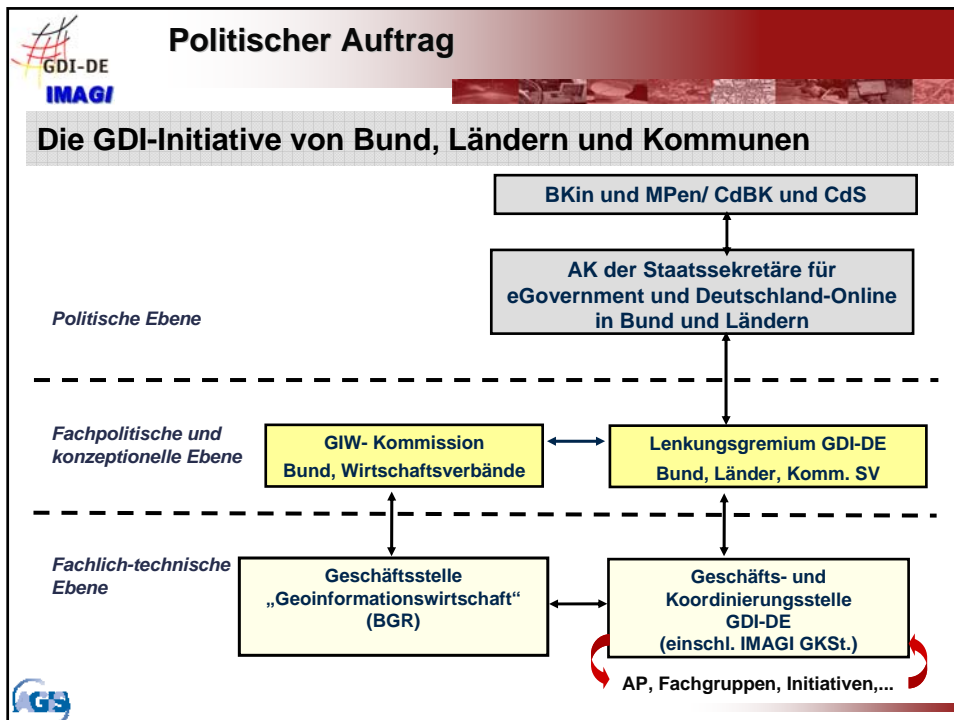 Politischer Auftrag
GDI-DE
IMAGI
Die GDI-Initiative von Bund, Ländern und Kommunen
BKin und MPen/ CdBK und CdS
AK der Staatssekretäre für
eGovernment und Deutschland-Online
in Bund und Ländern
Politische Ebene
Fachpolitische und
konzeptionelle Ebene
GIW- Kommission
Bund, Wirtschaftsverbände
Lenkungsgremium GDI-DE
Bund, Länder, Komm. SV
Fachlich-technische
Ebene
Geschäftsstelle
„Geoinformationswirtschaft“
(BGR)
Geschäfts- und
Koordinierungsstelle
GDI-DE
(einschl. IMAGI GKSt.)
AP, Fachgruppen, Initiativen,...
AGIS